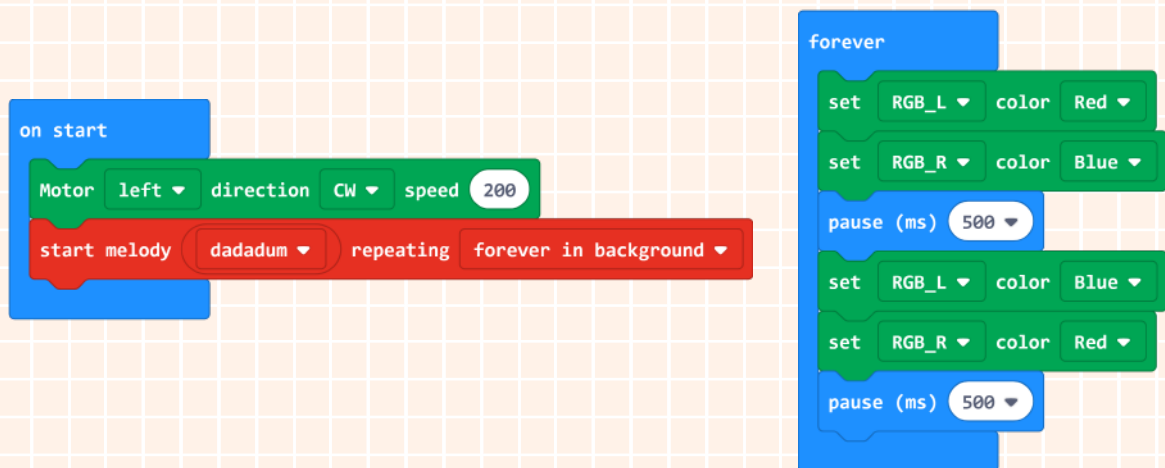 on start
Motor left direction CW speed 200
start melody dadadum repeating forever in background
forever
set RGB_L color Red
set RGB_R color Blue
pause (ms) 500
set RGB_L color Blue
set RGB_R color Red
pause (ms) 500